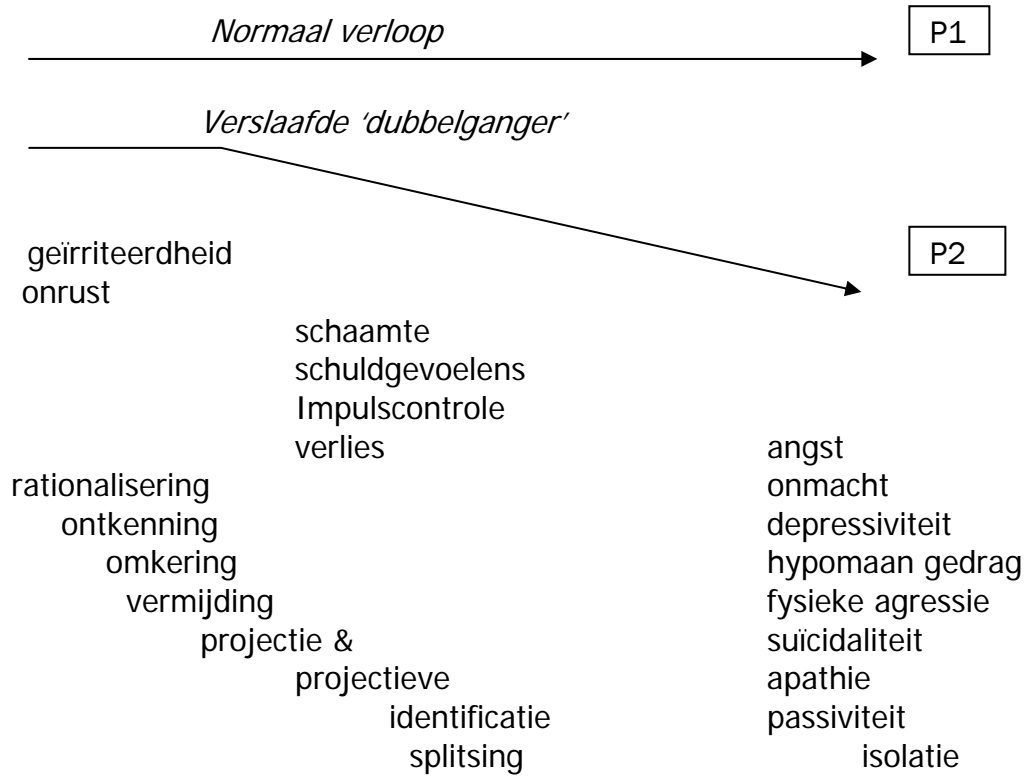 Normaal verloop
P1
Verslaafde ‘dubbelganger’
P2
geïrriteerdheid
onrust
schaamte
schuldgevoelens
Impulscontrole
verlies
angst
rationalisering
onmacht
ontkenning
depressiviteit
omkering
hypomaan gedrag
vermijding
fysieke agressie
projectie &
suïcidaliteit
projectieve
apathie
identificatie
passiviteit
splitsing
isolatie